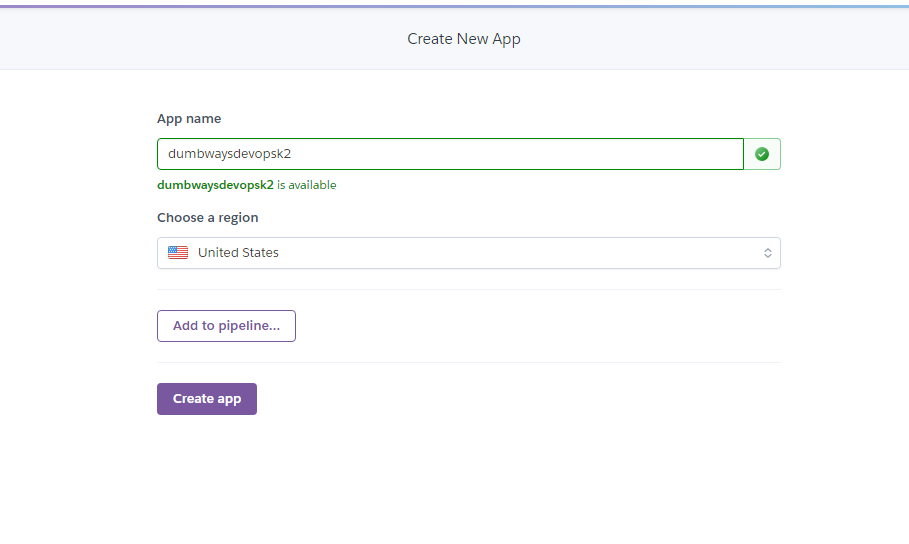 Create New App
App name
dumbwaysdevopsk2
dumbwaysdevopsk2 is available
Choose a region
United States
Add to pipeline...
Create app